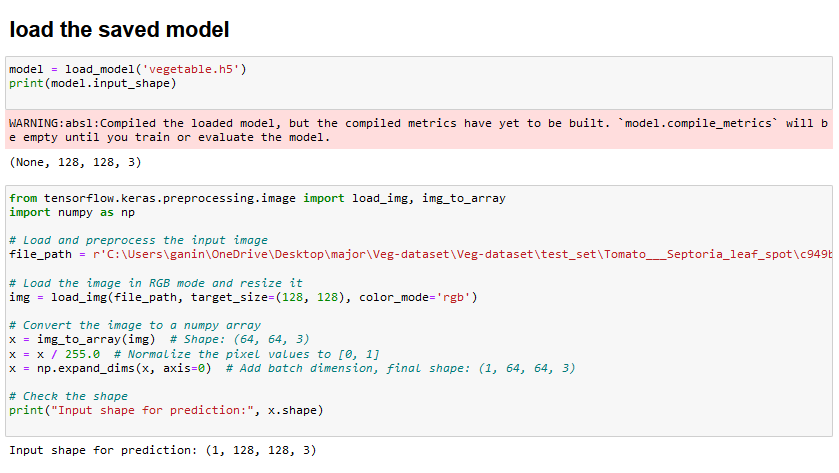 load the saved model
model = load_model('vegetable.h5')
print(model.input_shape)
WARNING:absl:Compiled the loaded model, but the compiled metrics have yet to be built. `model.compile_metrics` will b
e empty until you train or evaluate the model.
(None, 128, 128, 3)
from tensorflow.keras.preprocessing.image import load_img, img_to_array
import numpy as np
# Load and preprocess the input image
file_path = r'C:\Users\ganin\OneDrive\Desktop\major\Veg-dataset\Veg-dataset\test_set\Tomato___Septoria_leaf_spot\c949b
# Load the image in RGB mode and resize it
img = load_img(file_path, target_size=(128, 128), color_mode='rgb')
# Convert the image to a numpy array
x = img_to_array(img)  # Shape: (64, 64, 3)
x = x / 255.0  # Normalize the pixel values to [0, 1]
x = np.expand_dims(x, axis=0)  # Add batch dimension, final shape: (1, 64, 64, 3)
# Check the shape
print("Input shape for prediction:", x.shape)
Input shape for prediction: (1, 128, 128, 3)